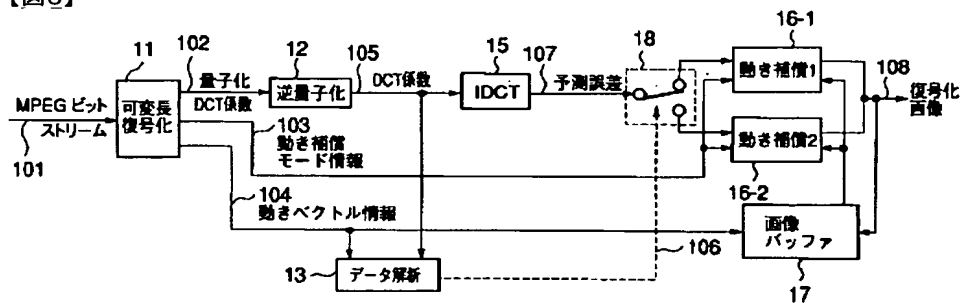 11
102
量子化
DCT係数
12
逆量子化
105
DCT係数
15
IDCT
107
予測誤差
18
16-1
動き補償1
108
復号化
画像
MPEG ビット
ストリーム
101
可変長
復号化
103
動き補償
モード情報
動き補償2
16-2
104
動きベクトル情報
106
画像
バッファ
17
13
データ解析